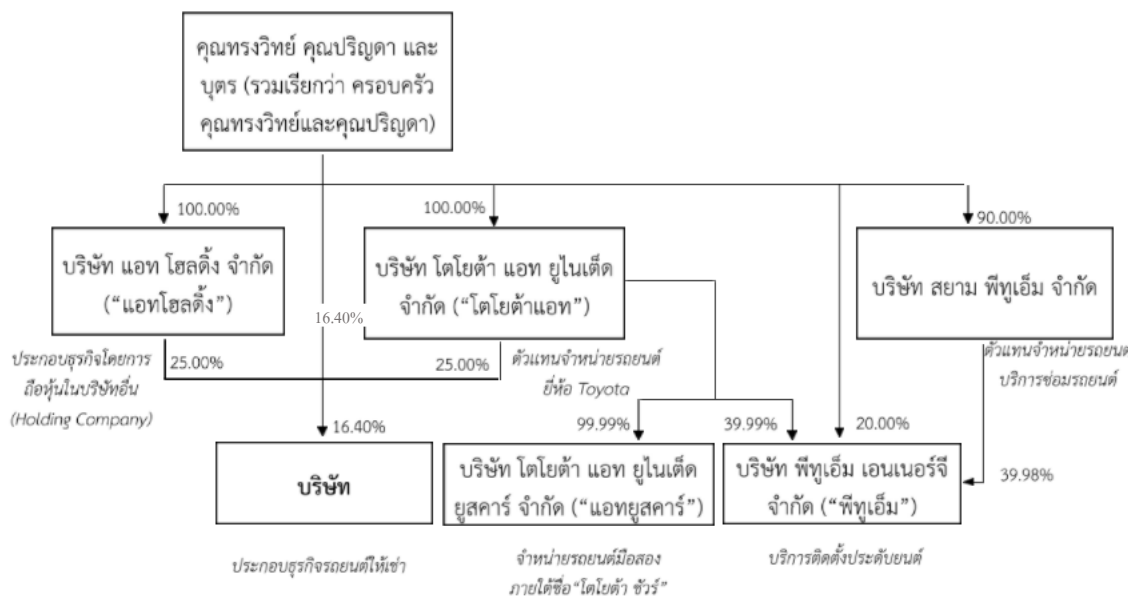 คุณทรงวิทย์ คุณปริญดา และ
บุตร (รวมเรียกว่า ครอบครัว
คุณทรงวิทย์และคุณปริญดา)
100.00%
100.00%
90.00%
บริษัท แอท โฮลดิ้ง จำกัด
(“แอทโฮลดิ้ง”)
บริษัท โตโยต้า แอท ยูไนเต็ด
จำกัด (“โตโยต้าแอท”)
บริษัท สยาม พีทูเอ็ม จำกัด
16.40%
ประกอบธุรกิจโดยการ
ถือหุ้นในบริษัทอื่น
(Holding Company)
25.00%
25.00%
ตัวแทนจำหน่ายรถยนต์
ยี่ห้อ Toyota
ตัวแทนจำหน่ายรถยนต์
บริการซ่อมรถยนต์
16.40%
99.99%
39.99%
20.00%
39.98%
บริษัท
บริษัท โตโยต้า แอท ยูไนเต็ด
ยูสคาร์ จำกัด (“แอทยูสคาร์”)
บริษัท พีทูเอ็ม เอนเนอร์จี
จำกัด (“พีทูเอ็ม”)
ประกอบธุรกิจรถยนต์ให้เช่า
จำหน่ายรถยนต์มือสอง
ภายใต้ชื่อ“โตโยต้า ชัวร์”
บริการติดตั้งประดับยนต์